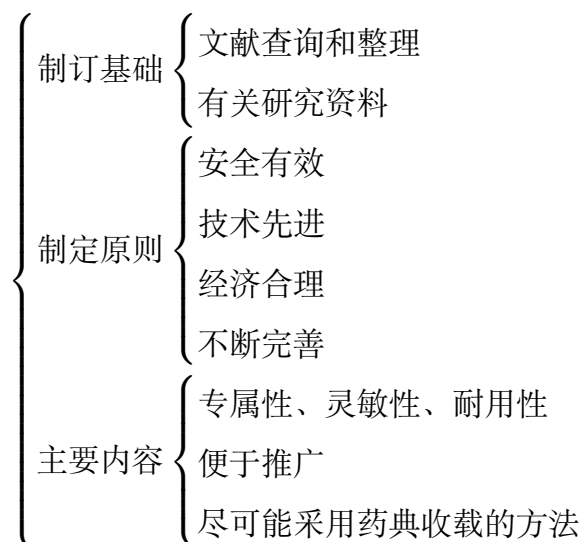 制订基础
文献查询和整理
有关研究资料
制定原则
安全有效
技术先进
经济合理
不断完善
主要内容
专属性、灵敏性、耐用性
便于推广
尽可能采用药典收载的方法